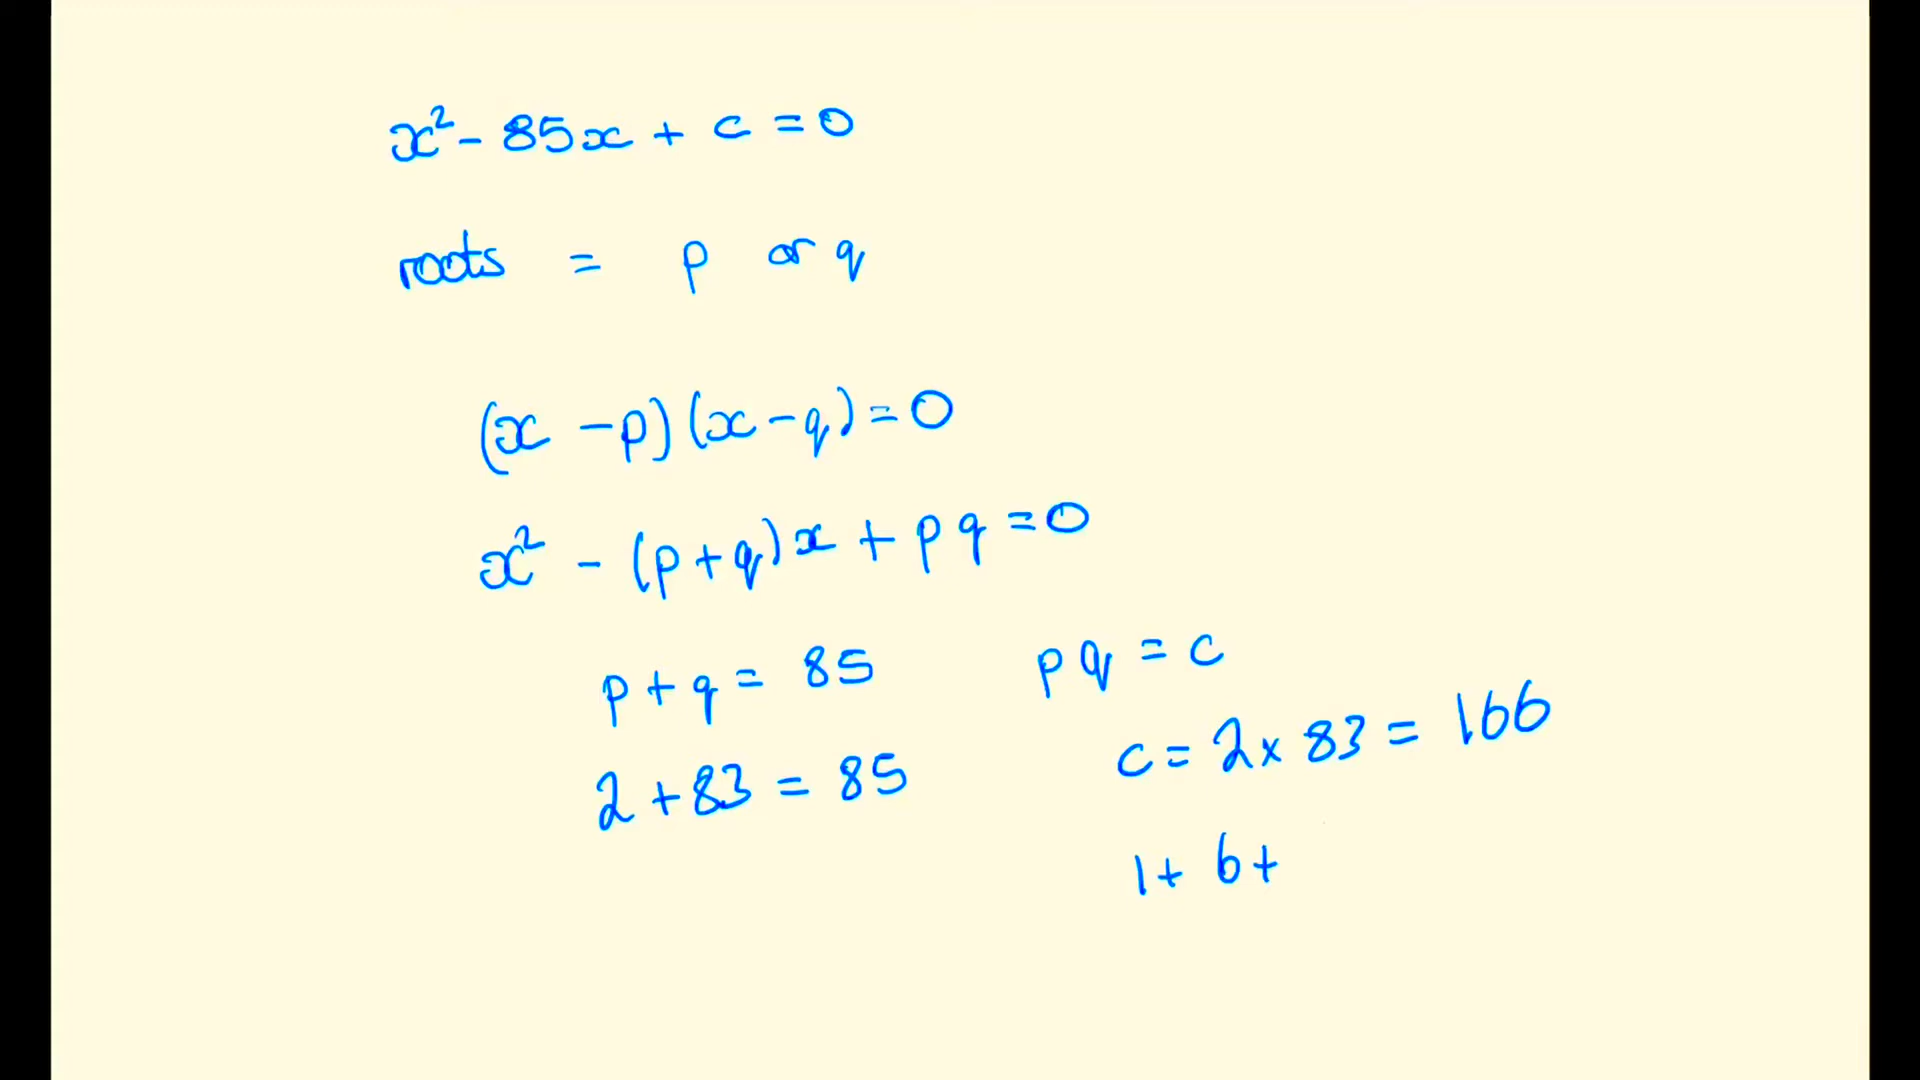 x² - 85x + c = 0
roots = p or q
(x - p)(x - q) = 0
x² - (p+q)x + pq = 0
p + q = 85
pq = c
2 + 83 = 85
c = 2 × 83 = 166
1 + 6 +